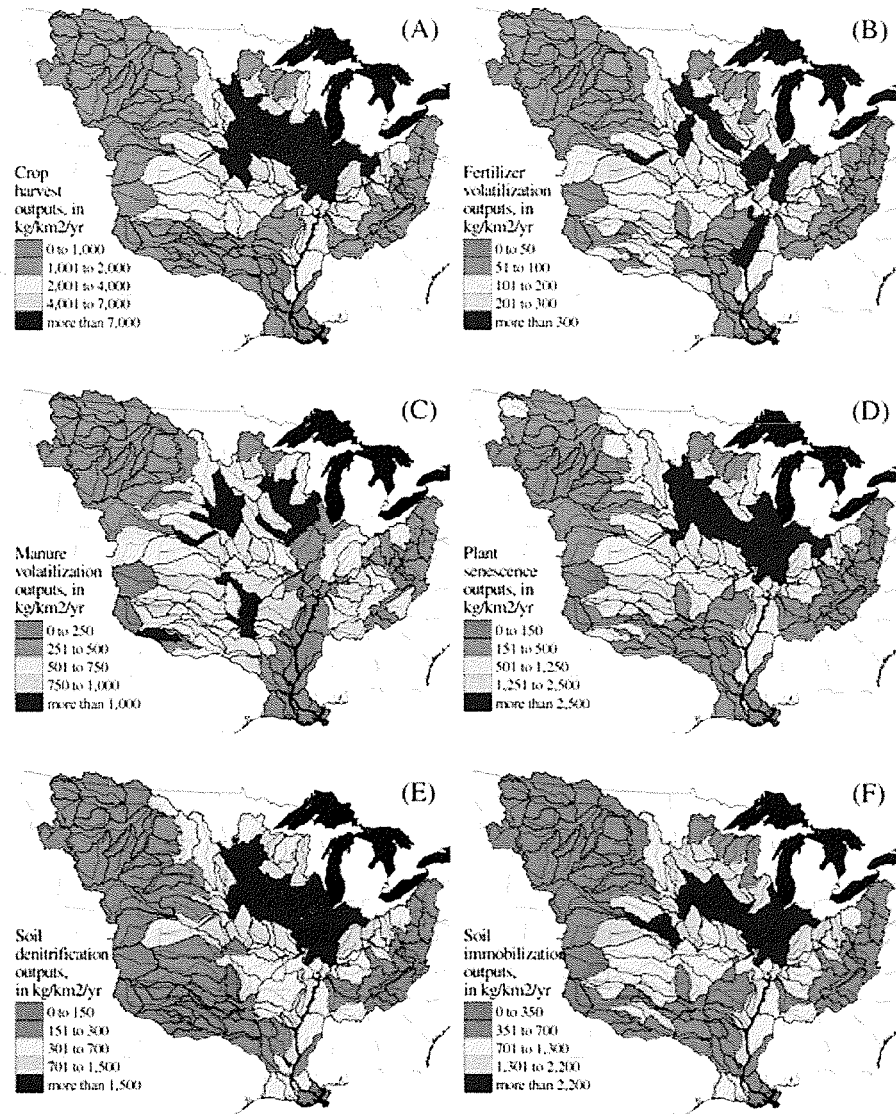 (A)
Crop
harvest
outputs, in
kg/km2/yr
0 to 1,000
1,001 to 2,000
2,001 to 4,000
4,001 to 7,000
more than 7,000
(B)
Fertilizer
volatilization
outputs, in
kg/km2/yr
0 to 50
51 to 100
101 to 200
201 to 300
more than 300
(C)
Manure
volatilization
outputs, in
kg/km2/yr
0 to 250
251 to 500
501 to 750
750 to 1,000
more than 1,000
(D)
Plant
senescence
outputs, in
kg/km2/yr
0 to 150
151 to 500
501 to 1,250
1,251 to 2,500
more than 2,500
(E)
Soil
denitrification
outputs,
in kg/km2/yr
0 to 150
151 to 300
301 to 700
701 to 1,500
more than 1,500
(F)
Soil
immobilization
outputs,
in kg/km2/yr
0 to 350
351 to 700
701 to 1,300
1,301 to 2,200
more than 2,200